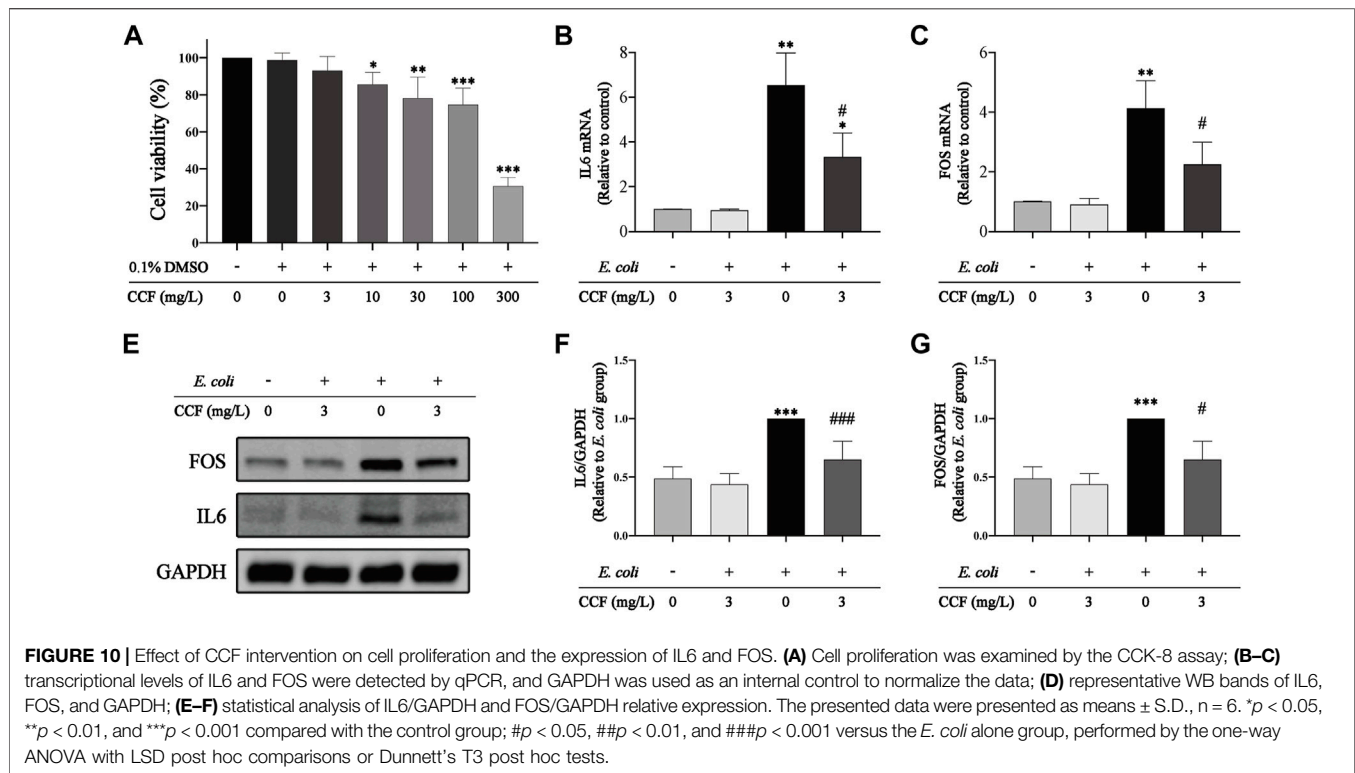 A
Cell viability (%)
100
80
60
40
20
0
*
**
***
***
0.1% DMSO - + + + + + +
CCF (mg/L) 0 0 3 10 30 100 300
B
IL6 mRNA
(Relative to control)
8
6
4
2
0
**
#
*
E. coli - + + +
CCF (mg/L) 0 3 0 3
C
FOS mRNA
(Relative to control)
6
4
2
0
**
#
E. coli - + + +
CCF (mg/L) 0 3 0 3
E
E. coli - + + +
CCF (mg/L) 0 3 0 3
FOS
IL6
GAPDH
F
IL6/GAPDH
(Relative to E. coli group)
1.5
1.0
0.5
0.0
***
###
E. coli - + + +
CCF (mg/L) 0 3 0 3
G
FOS/GAPDH
(Relative to E. coli group)
1.5
1.0
0.5
0.0
***
#
E. coli - + + +
CCF (mg/L) 0 3 0 3
FIGURE 10 | Effect of CCF intervention on cell proliferation and the expression of IL6 and FOS. (A) Cell proliferation was examined by the CCK-8 assay; (B–C)
transcriptional levels of IL6 and FOS were detected by qPCR, and GAPDH was used as an internal control to normalize the data; (D) representative WB bands of IL6,
FOS, and GAPDH; (E–F) statistical analysis of IL6/GAPDH and FOS/GAPDH relative expression. The presented data were presented as means ± S.D., n = 6. *p < 0.05,
**p < 0.01, and ***p < 0.001 compared with the control group; #p < 0.05, ##p < 0.01, and ###p < 0.001 versus the E. coli alone group, performed by the one-way
ANOVA with LSD post hoc comparisons or Dunnett's T3 post hoc tests.